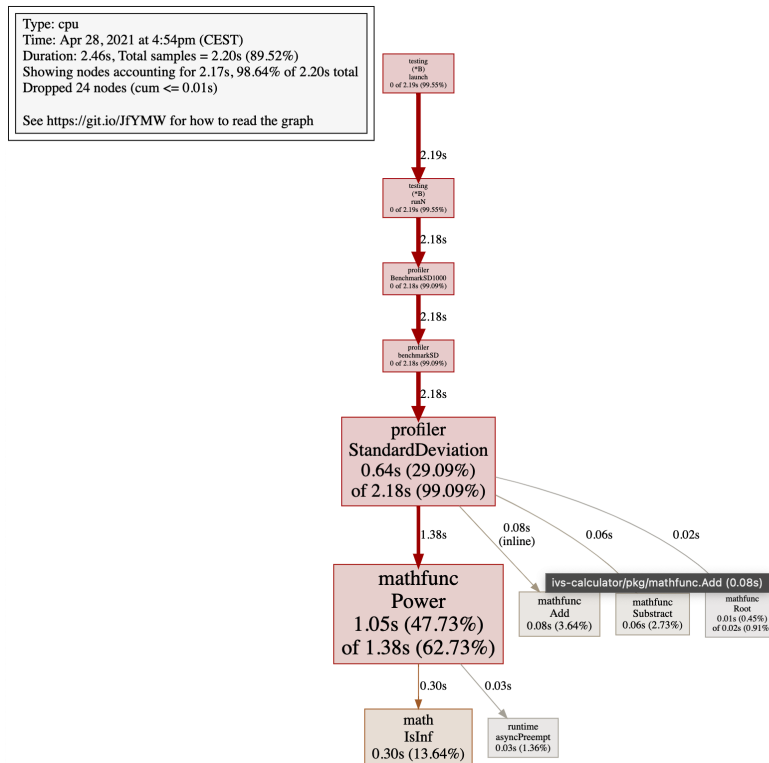 Type: cpu
Time: Apr 28, 2021 at 4:54pm (CEST)
Duration: 2.46s, Total samples = 2.20s (89.52%)
Showing nodes accounting for 2.17s, 98.64% of 2.20s total
Dropped 24 nodes (cum <= 0.01s)
See https://git.io/JfYMW for how to read the graph
testing
(*B)
launch
0 of 2.19s (99.55%)
2.19s
testing
(*B)
runN
0 of 2.19s (99.55%)
2.18s
profiler
BenchmarkSD1000
0 of 2.18s (99.09%)
2.18s
profiler
benchmarkSD
0 of 2.18s (99.09%)
2.18s
profiler
StandardDeviation
0.64s (29.09%)
of 2.18s (99.09%)
1.38s
0.08s
(inline)
0.06s
0.02s
ivs-calculator/pkg/mathfunc.Add (0.08s)
mathfunc
Power
1.05s (47.73%)
of 1.38s (62.73%)
mathfunc
Add
0.08s (3.64%)
mathfunc
Substract
0.06s (2.73%)
mathfunc
Root
0.01s (0.45%)
of 0.02s (0.91%
0.30s
0.03s
math
IsInf
0.30s (13.64%)
runtime
asyncPreempt
0.03s (1.36%)